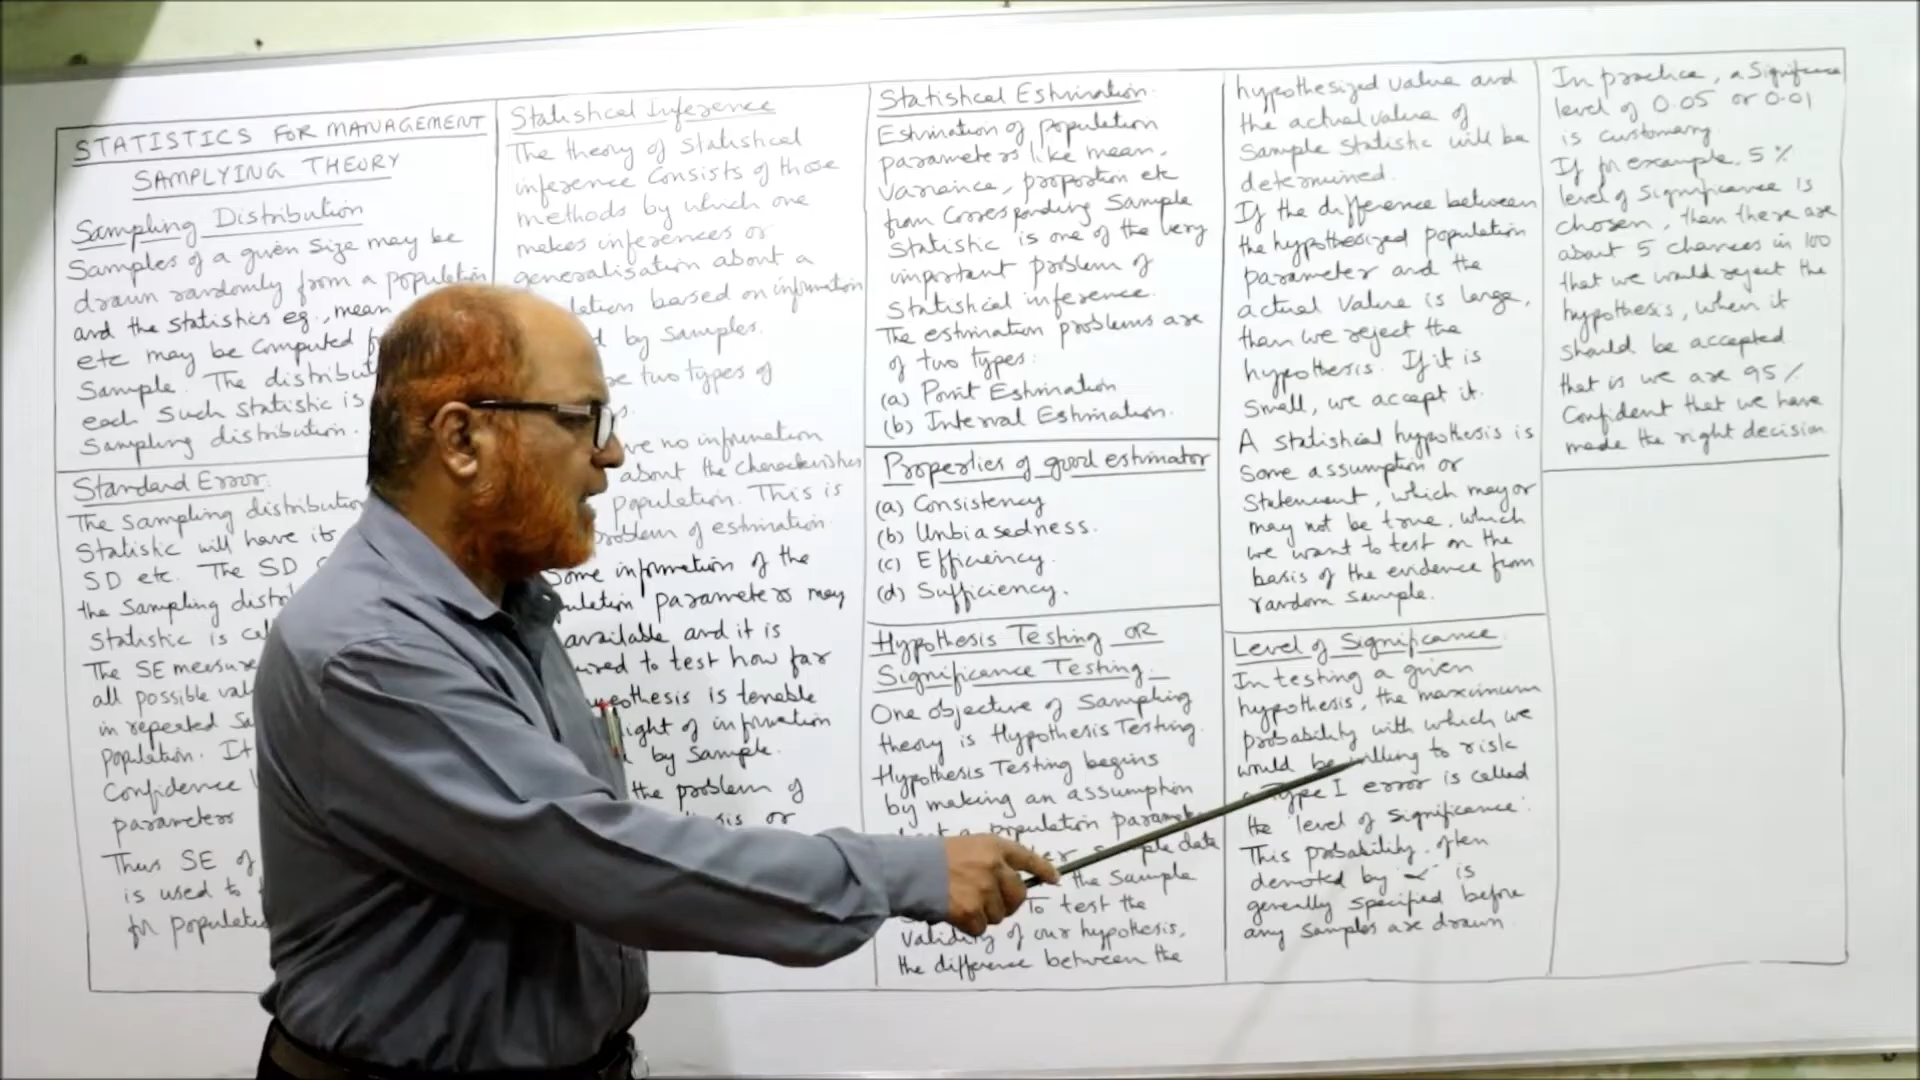 STATISTICS FOR MANAGEMENT
SAMPLYING THEORY
Sampling Distribution
Samples of a given size may be
drawn randomly from a population
and the statistics eg., mean
etc may be computed
Sample. The
each such statistic is
Sampling distribution.
Standard Error.
The sampling distribution
Statistic will have its
SD etc. The SD
the sampling
Statistic is
The SE
all possible
in repeated
population. It
Confidence
parameters
Thus SE of
is used to
for
Statistical Inference
The theory of Statistical
inference consists of those
methods by which one
makes inferences or
generalisation about a
based on information
by samples.
two types of
no information
about the characteristics
population. This is
problem of estimation.
Some information of the
parameters may
available and it is
to test how far
is tenable
light of information
by sample.
the problem of
or
Statistical Estimation.
Estimation of population
parameters like mean,
variance, proportion etc
from corresponding sample
Statistic is one of the very
important problem of
Statistical inference.
The estimation problems are
of two types:
(a) Point Estimation
(b) Interval Estimation.
Properties of good estimator
(a) Consistency
(b) Unbiasedness.
(c) Efficiency.
(d) Sufficiency.
Hypothesis Testing OR
Significance Testing.
One objective of sampling
theory is Hypothesis Testing.
Hypothesis Testing begins
by making an assumption
a population
data
the sample
To test the
validity of our hypothesis,
the difference between the
hypothesized value and
the actual value of
sample statistic will be
determined.
If the difference between
the hypothesized population
parameter and the
actual value is large,
then we reject the
hypothesis. If it is
small, we accept it.
A statistical hypothesis is
some assumption or
statement, which may or
may not be true, which
we want to test on the
basis of the evidence from
random sample.
Level of Significance
In testing a given
hypothesis, the maximum
probability with which we
would be willing to risk
Type I error is called
the level of significance.
This probability, often
denoted by α is
generally specified before
any samples are drawn.
In practice, a
level of 0.05 or 0.01
is customary
If for example, 5%
level of significance is
chosen, then there are
about 5 chances in 100
that we would reject the
hypothesis, when it
should be accepted
that is we are 95%
Confident that we have
made the right decision